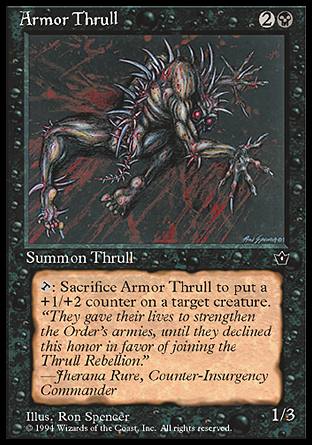 Armor Thrull 2
Summon Thrull
: Sacrifice Armor Thrull to put a
+1/+2 counter on a target creature.
"They gave their lives to strengthen
the Order's armies, until they declined
this honor in favor of joining the
Thrull Rebellion."
—Jherana Rure, Counter-Insurgency
Commander
1/3
Illus. Ron Spencer
© 1994 Wizards of the Coast, Inc. All rights reserved.